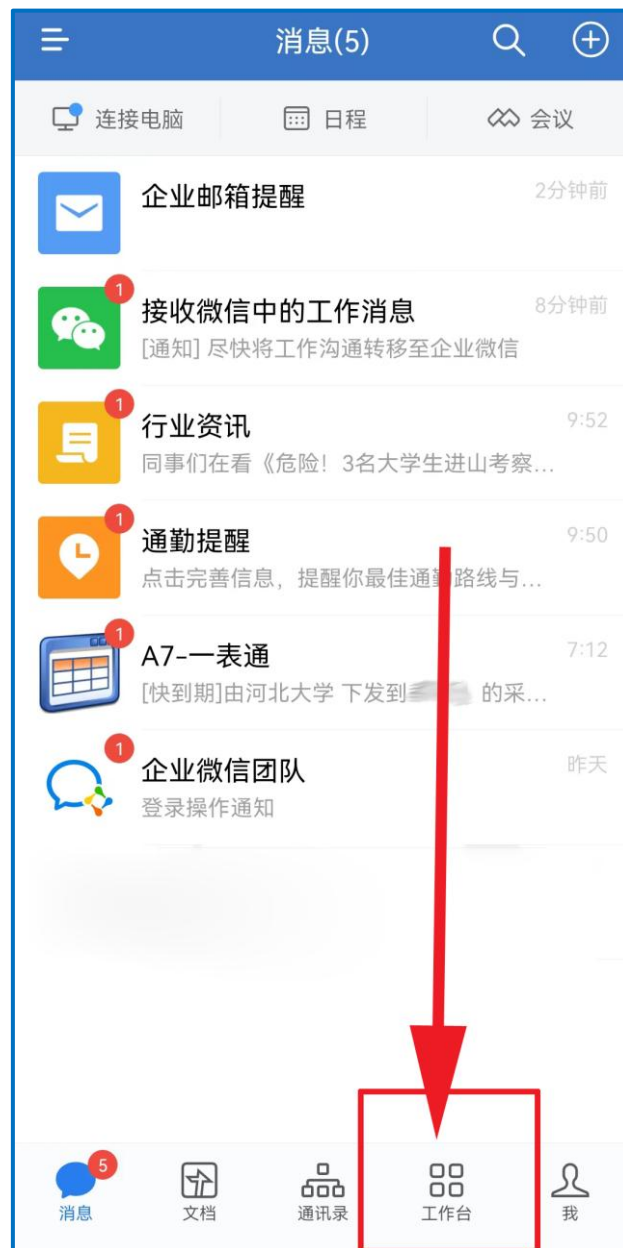 消息(5)
连接电脑 日程 会议
企业邮箱提醒 2分钟前
1
接收微信中的工作消息 8分钟前
[通知] 尽快将工作沟通转移至企业微信
1
行业资讯 9:52
同事们在看《危险！3名大学生进山考察...
1
通勤提醒 9:50
点击完善信息，提醒你最佳通勤路线与...
1
A7-一表通 7:12
[快到期]由河北大学 下发到 的采...
1
企业微信团队 昨天
登录操作通知
5
消息 文档 通讯录 工作台 我